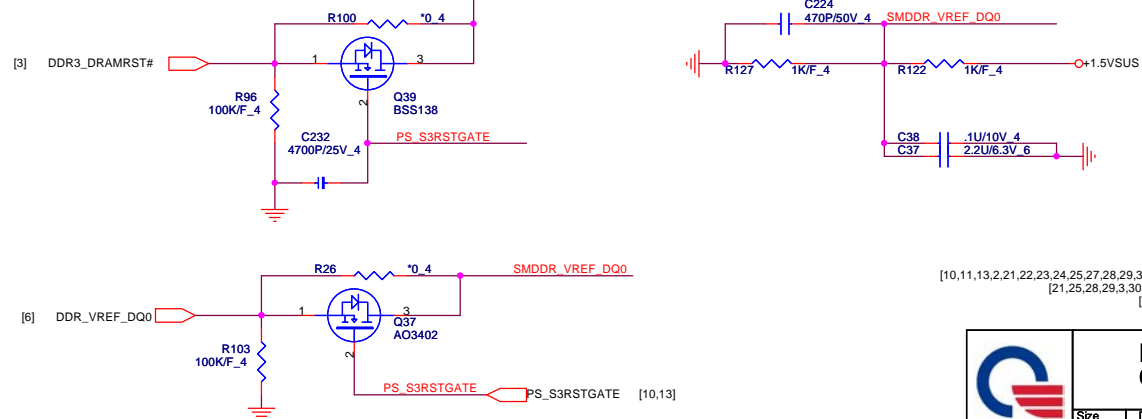 R100 *0_4
C224
470P/50V_4 SMDDR_VREF_DQ0
[3] DDR3_DRAMRST# 1 3
R127 1K/F_4 R122 1K/F_4 +1.5VSUS
R96
100K/F_4
2
Q39
BSS138
C232
4700P/25V_4
PS_S3RSTGATE
C38 .1U/10V_4
C37 2.2U/6.3V_6
R26 *0_4 SMDDR_VREF_DQ0
[10,11,13,2,21,22,23,24,25,27,28,29,3
[21,25,28,29,3,30
[6] DDR_VREF_DQ0 1 3
Q37
AO3402
R103
100K/F_4
2
PS_S3RSTGATE PS_S3RSTGATE [10,13]
Size